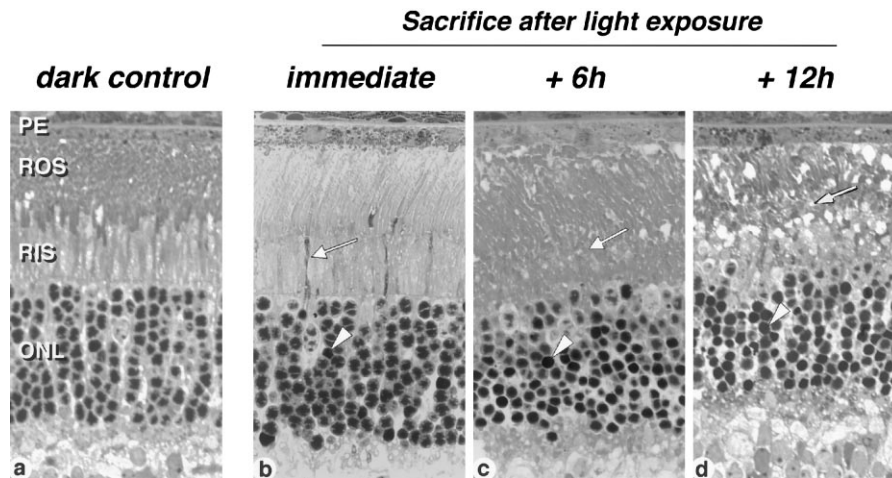 Sacrifice after light exposure
dark control immediate + 6h + 12h
PE
ROS
RIS
ONL
a b c d